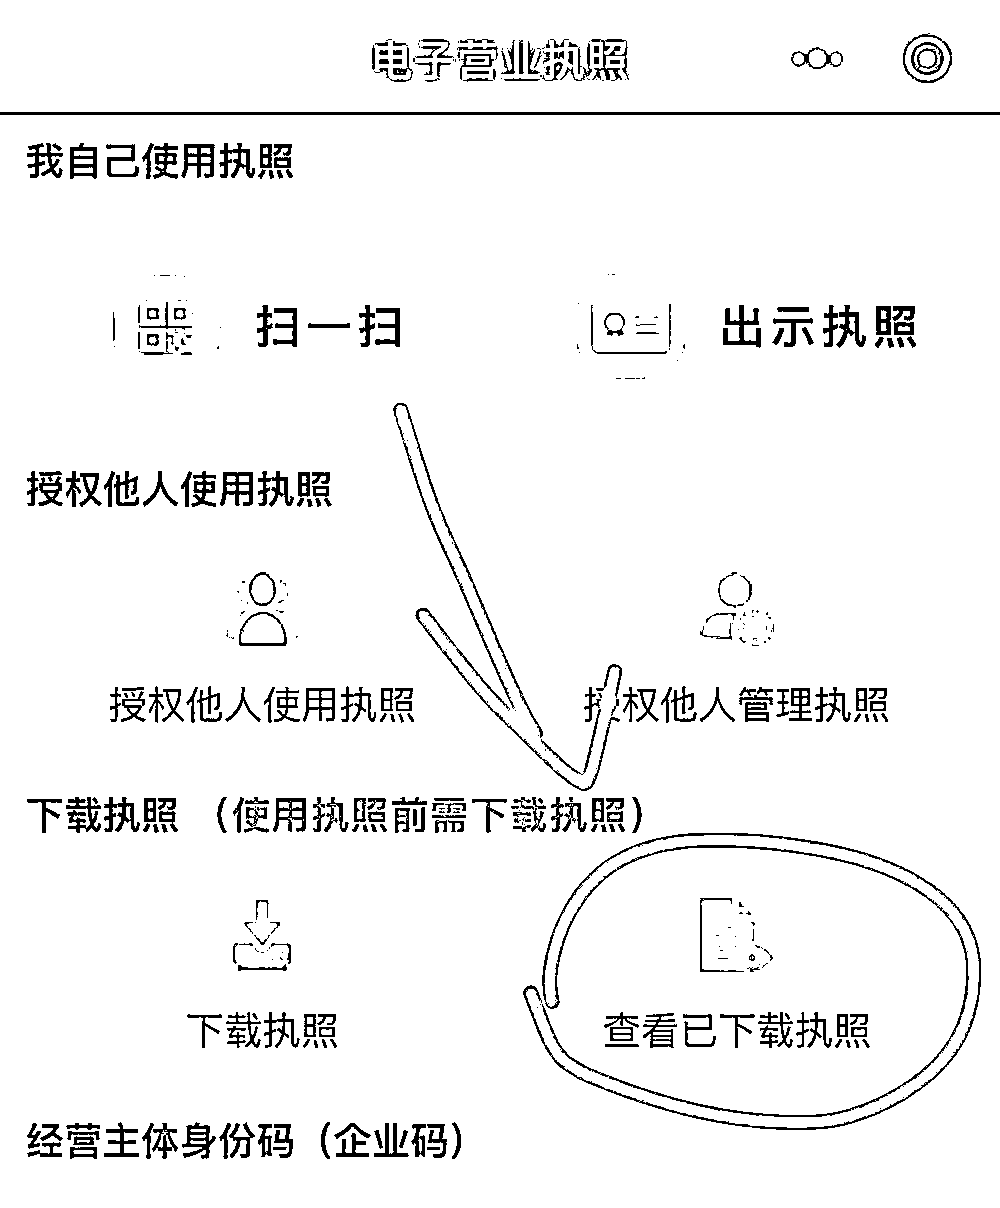 电子营业执照
我自己使用执照
扫一扫 出示执照
授权他人使用执照
授权他人使用执照 授权他人管理执照
下载执照 （使用执照前需下载执照）
下载执照 查看已下载执照
经营主体身份码（企业码）